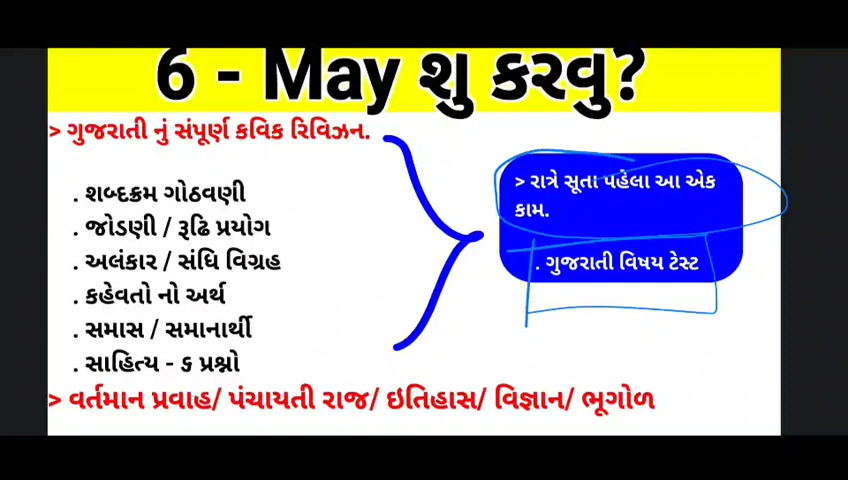 6 - May શુ કરવુ?
> ગુજરાતી નું સંપૂર્ણ કવિક રિવિઝન.
. શબ્દક્રમ ગોઠવણી
. જોડણી / રૂઢિ પ્રયોગ
. અલંકાર / સંધિ વિગ્રહ
. કહેવતો નો અર્થ
. સમાસ / સમાનાર્થી
. સાહિત્ય - ૬ પ્રશ્નો
> રાત્રે સૂતા પહેલા આ એક
કામ.
. ગુજરાતી વિષય ટેસ્ટ
> વર્તમાન પ્રવાહ/ પંચાયતી રાજ/ ઇતિહાસ/ વિજ્ઞાન/ ભૂગોળ